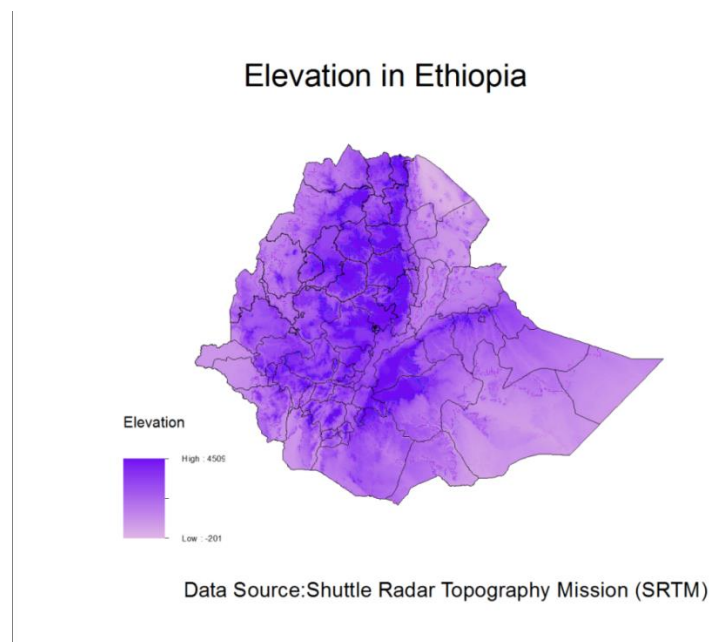 Elevation in Ethiopia
Elevation
High : 4509
Low : -201
Data Source:Shuttle Radar Topography Mission (SRTM)